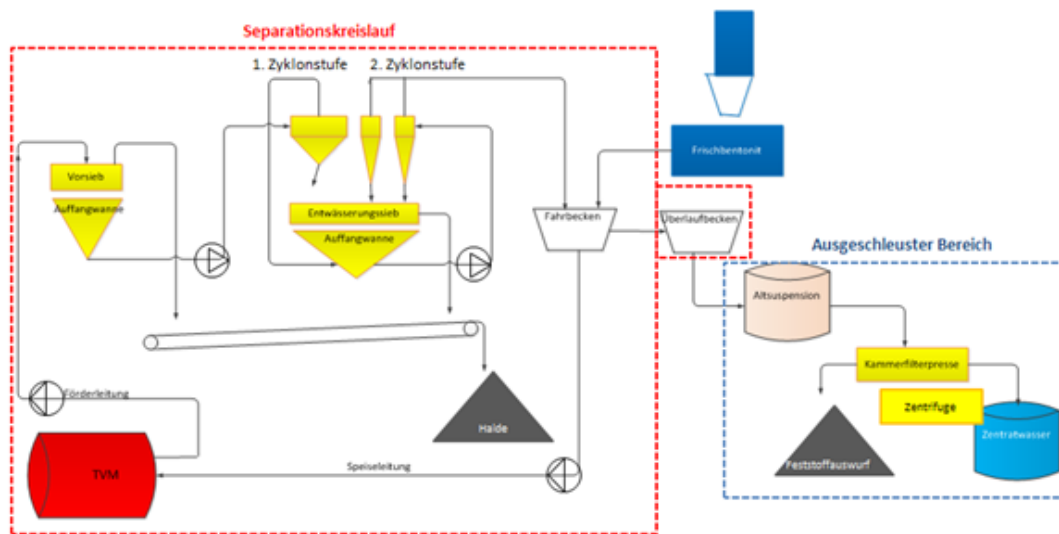 Separationskreislauf
1. Zyklonstufe
2. Zyklonstufe
Vorsieb
Auffangwanne
Entwässerungssieb
Auffangwanne
Fahrbecken
Frischbentonit
Überlaufbecken
Ausgeschleuster Bereich
Altsuspension
Kammerfilterpresse
Zentrifuge
Zentratwasser
Feststoffauswurf
Förderleitung
Halde
TVM
Speiseleitung